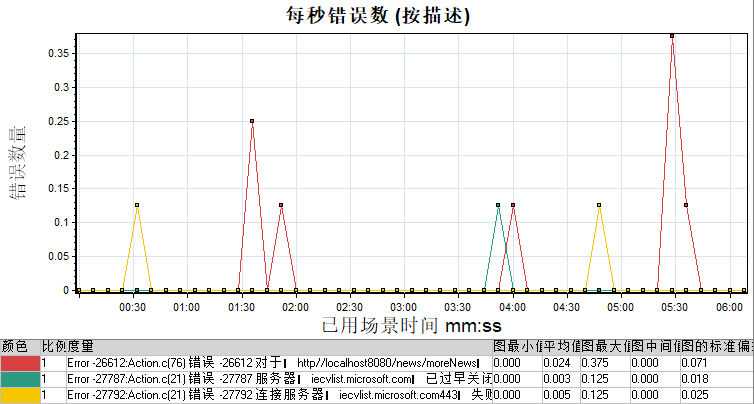 每秒错误数 (按描述)
错误数量
0.35
0.3
0.25
0.2
0.15
0.1
0.05
0
00:30 01:00 01:30 02:00 02:30 03:00 03:30 04:00 04:30 05:00 05:30 06:00
已用场景时间 mm:ss
颜色 比例 度量 图最小值 平均值 图最大值 图中间值 图的标准偏
1 Error -26612:Action.c(76) 错误 -26612 对于 http//localhost8080/news/moreNews 0.000 0.024 0.375 0.000 0.071
1 Error -27787:Action.c(21) 错误 -27787 服务器 iecvlist.microsoft.com 已过早关闭 0.000 0.003 0.125 0.000 0.018
1 Error -27792:Action.c(21) 错误 -27792 连接服务器 iecvlist.microsoft.com443 失败 0.000 0.005 0.125 0.000 0.025